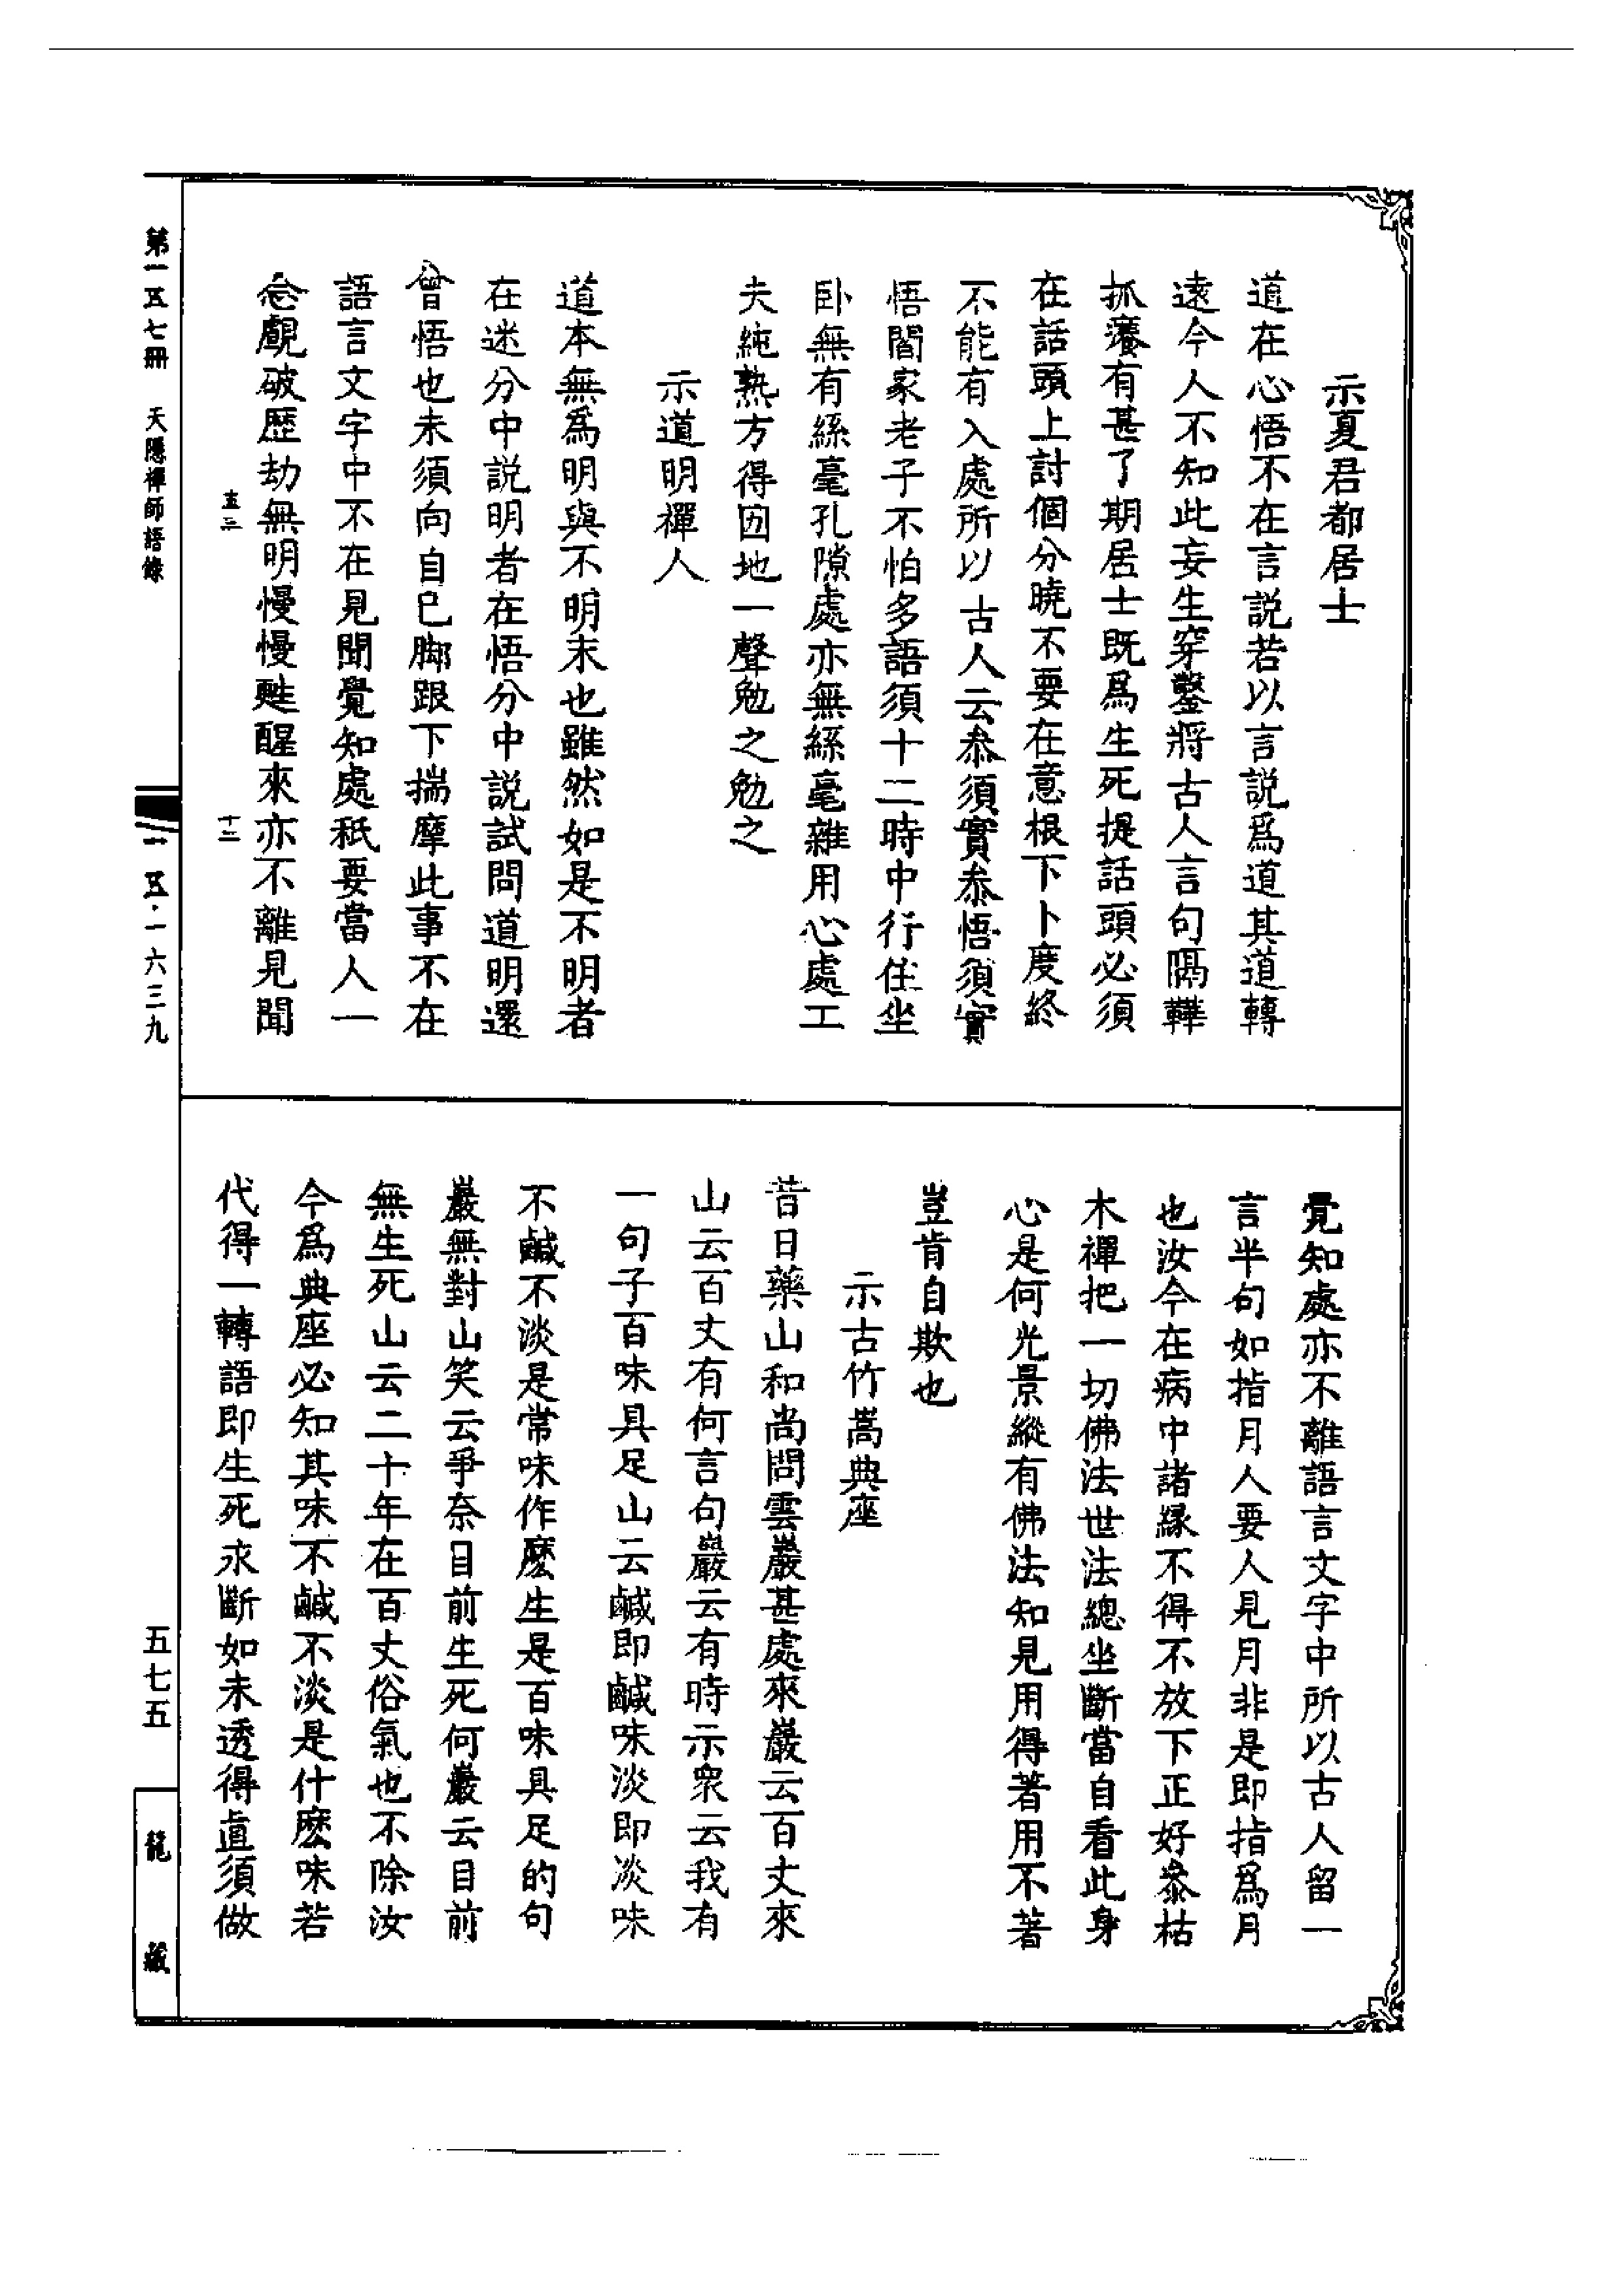 示夏君都居士
道在心悟不在言説若以言説爲道其道轉
遠今人不知此妄生穿鑿將古人言句隔鞾
抓癢有甚了期居士既爲生死提話頭必須
在話頭上討個分曉不要在意根下卜度終
不能有入處所以古人云叅須實叅悟須實
悟閻家老子不怕多語須十二時中行住坐
卧無有絲毫孔隙處亦無絲毫雜用心處工
夫純熟方得㘞地一聲勉之勉之
示道明禪人
道本無爲明與不明末也雖然如是不明者
在迷分中説明者在悟分中説試問道明還
曾悟也未須向自己脚跟下揣摩此事不在
語言文字中不在見聞覺知處秖要當人一
念覷破歷劫無明慢慢甦醒來亦不離見聞
五三
十二
覺知處亦不離語言文字中所以古人留一
言半句如指月人要人見月非是即指爲月
也汝今在病中諸縁不得不放下正好叅枯
木禪把一切佛法世法總坐斷當自看此身
心是何光景縱有佛法知見用得著用不著
豈肯自欺也
示古竹嵩典座
昔日藥山和尚問雲巖甚處來巖云百丈來
山云百丈有何言句巖云有時示衆云我有
一句子百味具足山云鹹即鹹味淡即淡味
不鹹不淡是常味作麽生是百味具足的句
巖無對山笑云爭奈目前生死何巖云目前
無生死山云二十年在百丈俗氣也不除汝
今爲典座必知其味不鹹不淡是什麽味若
代得一轉語即生死永斷如未透得直須做
第一五七冊 天隱禪師語錄
一五·一六三九
五七五
龍藏